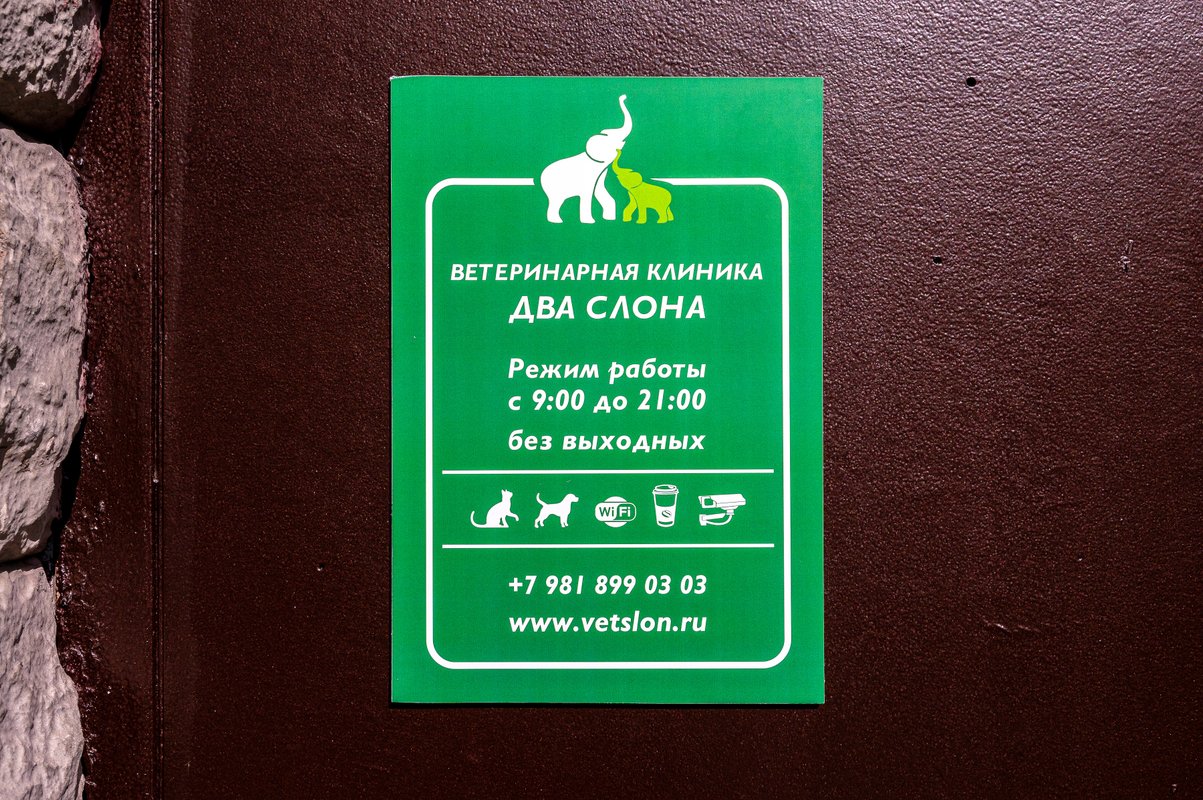 ВЕТЕРИНАРНАЯ КЛИНИКА
ДВА СЛОНА
Режим работы
с 9:00 до 21:00
без выходных
WiFi
+7 981 899 03 03
www.vetslon.ru